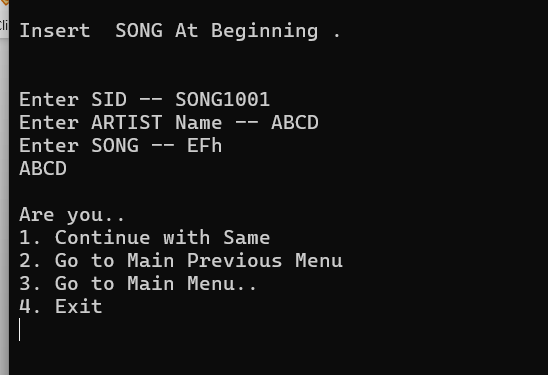 Insert  SONG At Beginning .
Enter SID -- SONG1001
Enter ARTIST Name -- ABCD
Enter SONG -- EFh
ABCD
Are you..
1. Continue with Same
2. Go to Main Previous Menu
3. Go to Main Menu..
4. Exit